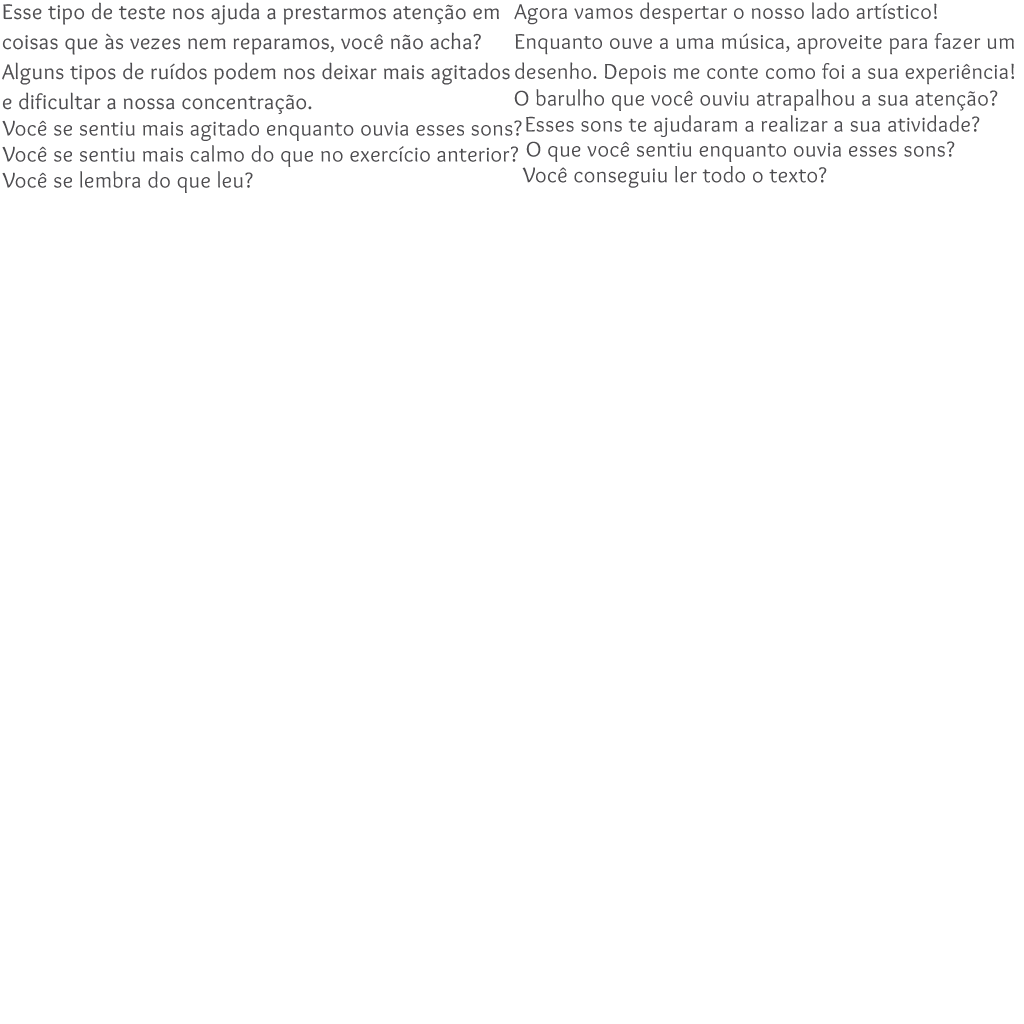 Esse tipo de teste nos ajuda a prestarmos atenção em
coisas que às vezes nem reparamos, você não acha?
Alguns tipos de ruídos podem nos deixar mais agitados
e dificultar a nossa concentração.
Você se sentiu mais agitado enquanto ouvia esses sons?
Você se sentiu mais calmo do que no exercício anterior?
Você se lembra do que leu?
Agora vamos despertar o nosso lado artístico!
Enquanto ouve a uma música, aproveite para fazer um
desenho. Depois me conte como foi a sua experiência!
O barulho que você ouviu atrapalhou a sua atenção?
Esses sons te ajudaram a realizar a sua atividade?
O que você sentiu enquanto ouvia esses sons?
Você conseguiu ler todo o texto?